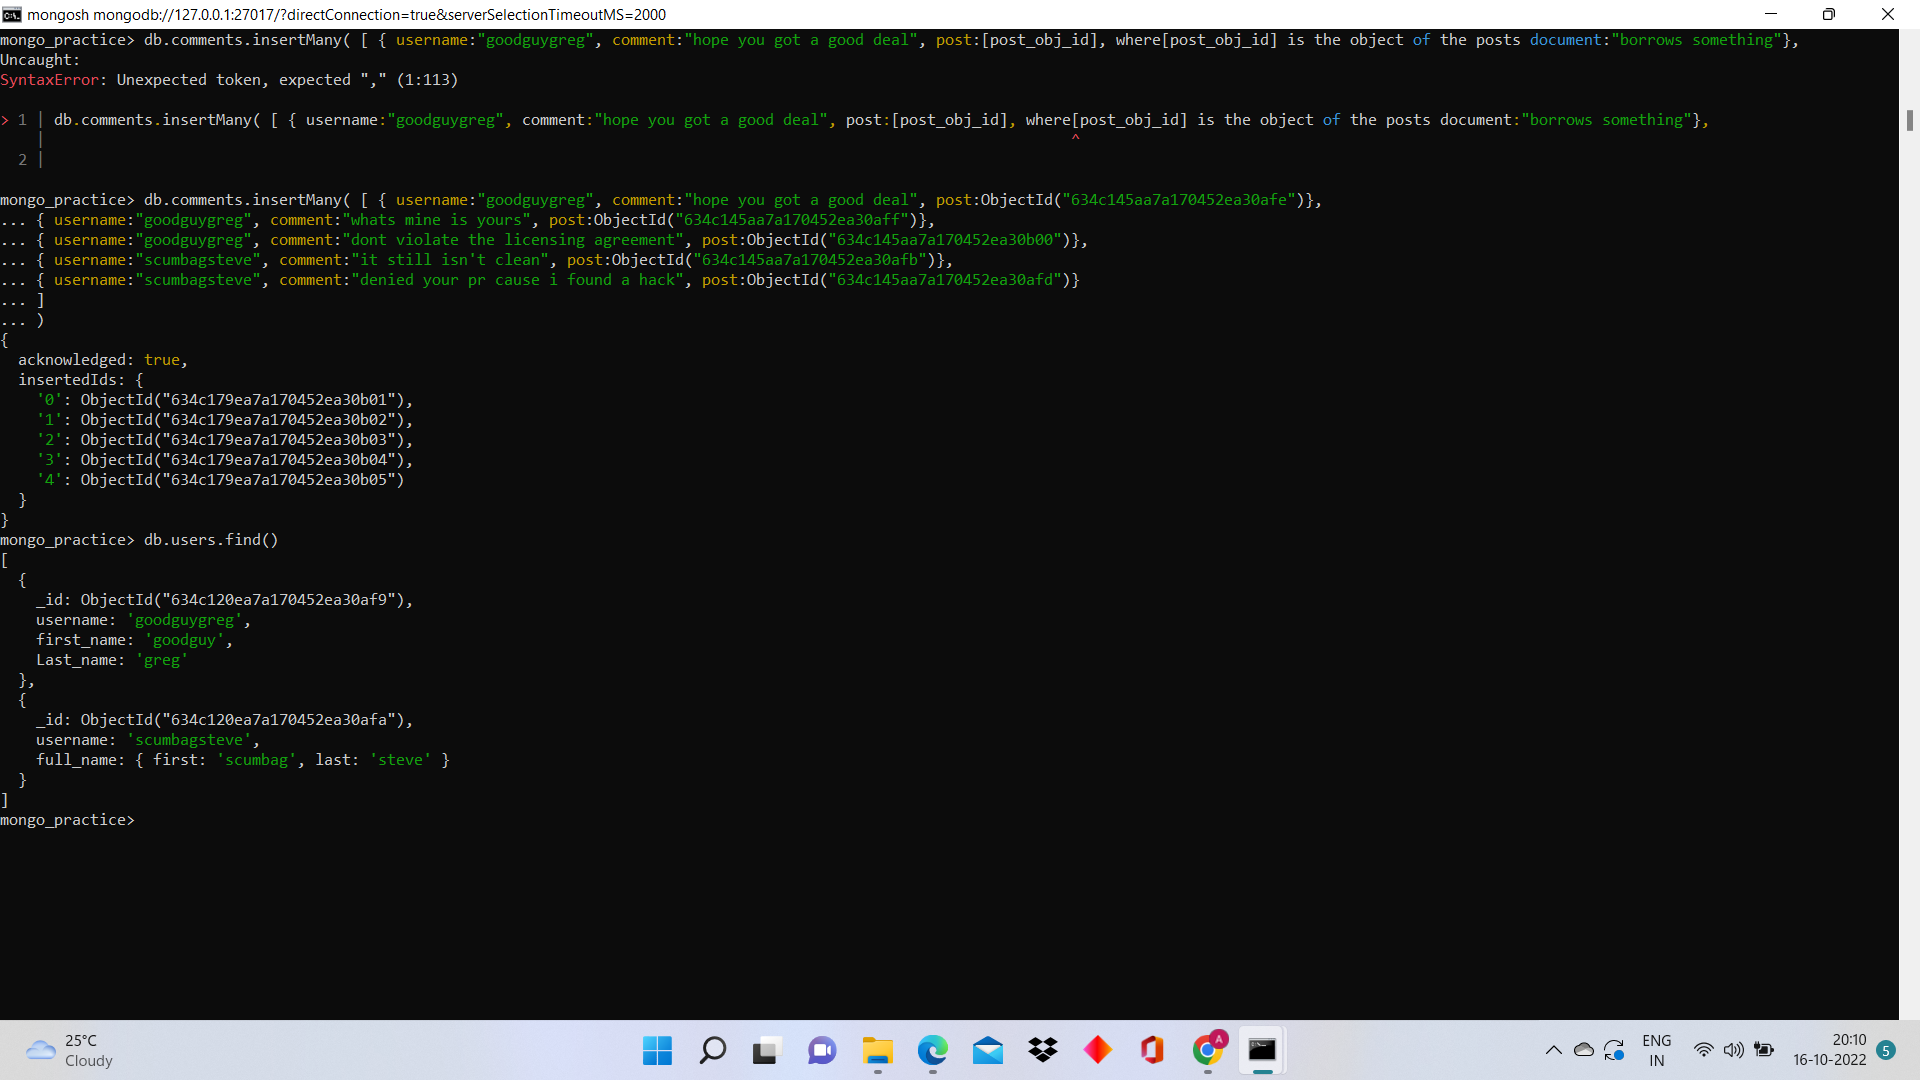 mongosh mongodb://127.0.0.1:27017/?directConnection=true&serverSelectionTimeoutMS=2000
mongo_practice> db.comments.insertMany( [ { username:"goodguygreg", comment:"hope you got a good deal", post:[post_obj_id], where[post_obj_id] is the object of the posts document:"borrows something"},
Uncaught:
SyntaxError: Unexpected token, expected "," (1:113)
> 1 | db.comments.insertMany( [ { username:"goodguygreg", comment:"hope you got a good deal", post:[post_obj_id], where[post_obj_id] is the object of the posts document:"borrows something"},
| ^
2 |
mongo_practice> db.comments.insertMany( [ { username:"goodguygreg", comment:"hope you got a good deal", post:ObjectId("634c145aa7a170452ea30afe")},
... { username:"goodguygreg", comment:"whats mine is yours", post:ObjectId("634c145aa7a170452ea30aff")},
... { username:"goodguygreg", comment:"dont violate the licensing agreement", post:ObjectId("634c145aa7a170452ea30b00")},
... { username:"scumbagsteve", comment:"it still isn't clean", post:ObjectId("634c145aa7a170452ea30afb")},
... { username:"scumbagsteve", comment:"denied your pr cause i found a hack", post:ObjectId("634c145aa7a170452ea30afd")}
... ]
... )
{
  acknowledged: true,
  insertedIds: {
    '0': ObjectId("634c179ea7a170452ea30b01"),
    '1': ObjectId("634c179ea7a170452ea30b02"),
    '2': ObjectId("634c179ea7a170452ea30b03"),
    '3': ObjectId("634c179ea7a170452ea30b04"),
    '4': ObjectId("634c179ea7a170452ea30b05")
  }
}
mongo_practice> db.users.find()
[
  {
    _id: ObjectId("634c120ea7a170452ea30af9"),
    username: 'goodguygreg',
    first_name: 'goodguy',
    Last_name: 'greg'
  },
  {
    _id: ObjectId("634c120ea7a170452ea30afa"),
    username: 'scumbagsteve',
    full_name: { first: 'scumbag', last: 'steve' }
  }
]
mongo_practice>
25°C
Cloudy
A
ENG
IN
20:10
16-10-2022
5